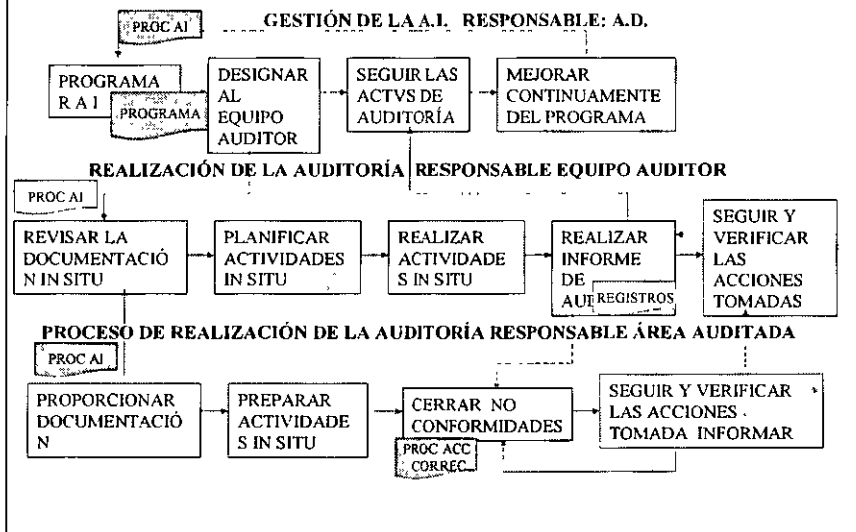 GESTIÓN DE LA A.I. RESPONSABLE: A.D.
PROC AI
PROGRAMA
R A I
PROGRAMA
DESIGNAR
AL
EQUIPO
AUDITOR
SEGUIR LAS
ACTVS DE
AUDITORÍA
MEJORAR
CONTINUAMENTE
DEL PROGRAMA
REALIZACIÓN DE LA AUDITORÍA RESPONSABLE EQUIPO AUDITOR
PROC AI
REVISAR LA
DOCUMENTACIÓ
N IN SITU
PLANIFICAR
ACTIVIDADES
IN SITU
REALIZAR
ACTIVIDADE
S IN SITU
REALIZAR
INFORME
DE
REGISTROS
SEGUIR Y
VERIFICAR
LAS
ACCIONES
TOMADAS
PROCESO DE REALIZACIÓN DE LA AUDITORÍA RESPONSABLE ÁREA AUDITADA
PROC AI
PROPORCIONAR
DOCUMENTACIÓ
N
PREPARAR
ACTIVIDADE
S IN SITU
CERRAR NO
CONFORMIDADES
PROC ACC
CORREC
SEGUIR Y VERIFICAR
LAS ACCIONES
TOMADA INFORMAR